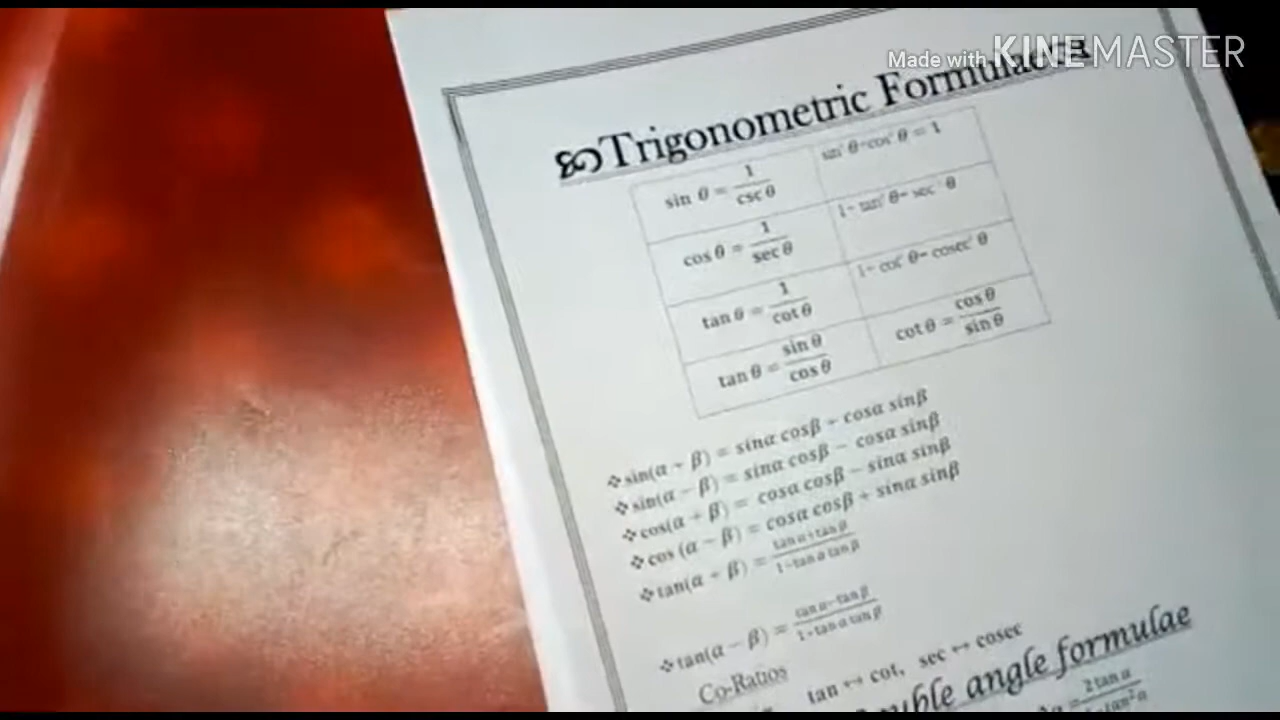 Made with KINEMASTER
Trigonometric Formulae
sin θ = 1/csc θ
sin² θ+cos² θ = 1
cos θ = 1/sec θ
1+ tan² θ= sec² θ
tan θ = 1/cot θ
1+ cot² θ= cosec² θ
tan θ = sin θ/cos θ
cot θ = cos θ/sin θ
❖ sin(α + β) = sinα cosβ + cosα sinβ
❖ sin(α − β) = sinα cosβ − cosα sinβ
❖ cos(α + β) = cosα cosβ − sinα sinβ
❖ cos (α − β) = cosα cosβ + sinα sinβ
❖ tan(α + β) = tan α+tan β/1−tan α tan β
❖ tan(α − β) = tan α−tan β/1+tan α tan β
Co-Ratios
tan ↔ cot, sec ↔ cosec
angle formulae
2 tan α